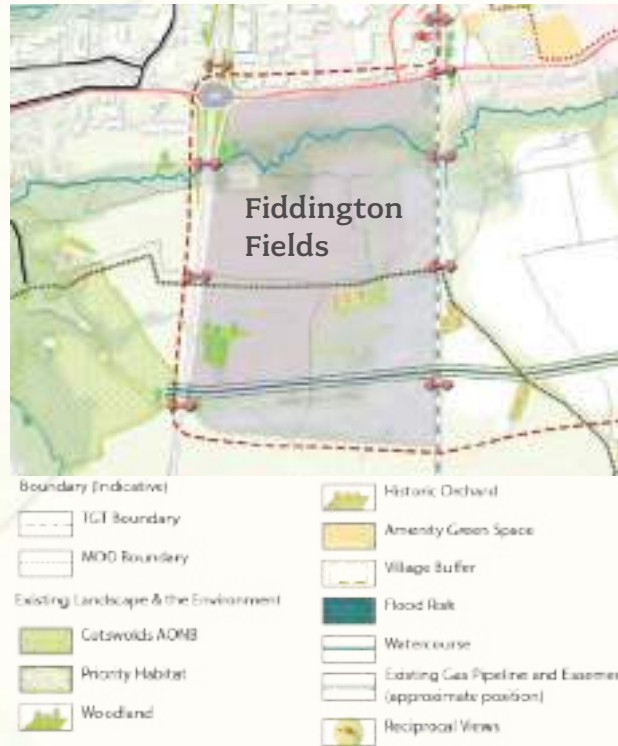 Fiddington
Fields
Boundary (Indicative)
TGT Boundary
MOD Boundary
Existing Landscape & the Environment
Cotswolds AONB
Priority Habitat
Woodland
Historic Orchard
Amenity Green Space
Village Buffer
Flood Risk
Watercourse
Existing Gas Pipeline and Easeme
(approximate position)
Reciprocal Views